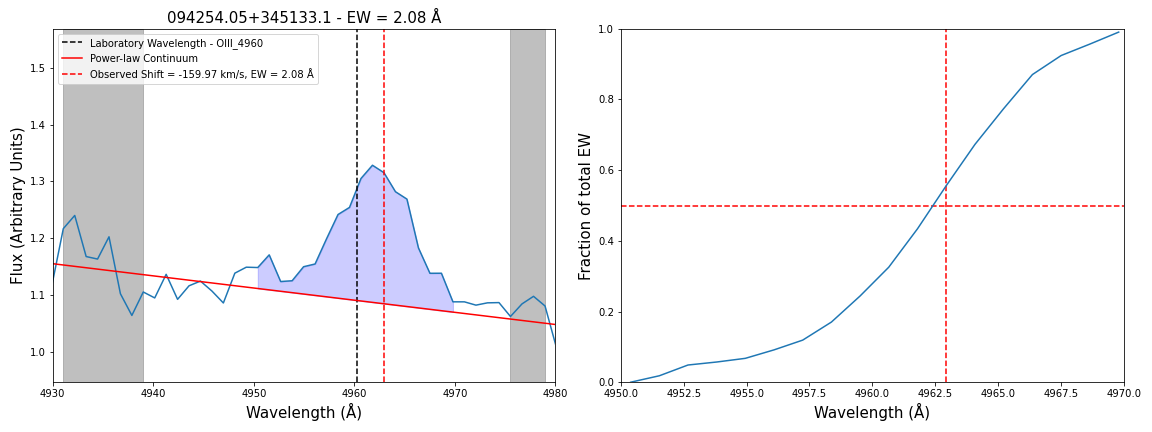 094254.05+345133.1 - EW = 2.08 Å
Laboratory Wavelength - OIII_4960
Power-law Continuum
Observed Shift = -159.97 km/s, EW = 2.08 Å
Flux (Arbitrary Units)
1.5
1.4
1.3
1.2
1.1
1.0
4930 4940 4950 4960 4970 4980
Wavelength (Å)
Fraction of total EW
1.0
0.8
0.6
0.4
0.2
0.0
4950.0 4952.5 4955.0 4957.5 4960.0 4962.5 4965.0 4967.5 4970.0
Wavelength (Å)